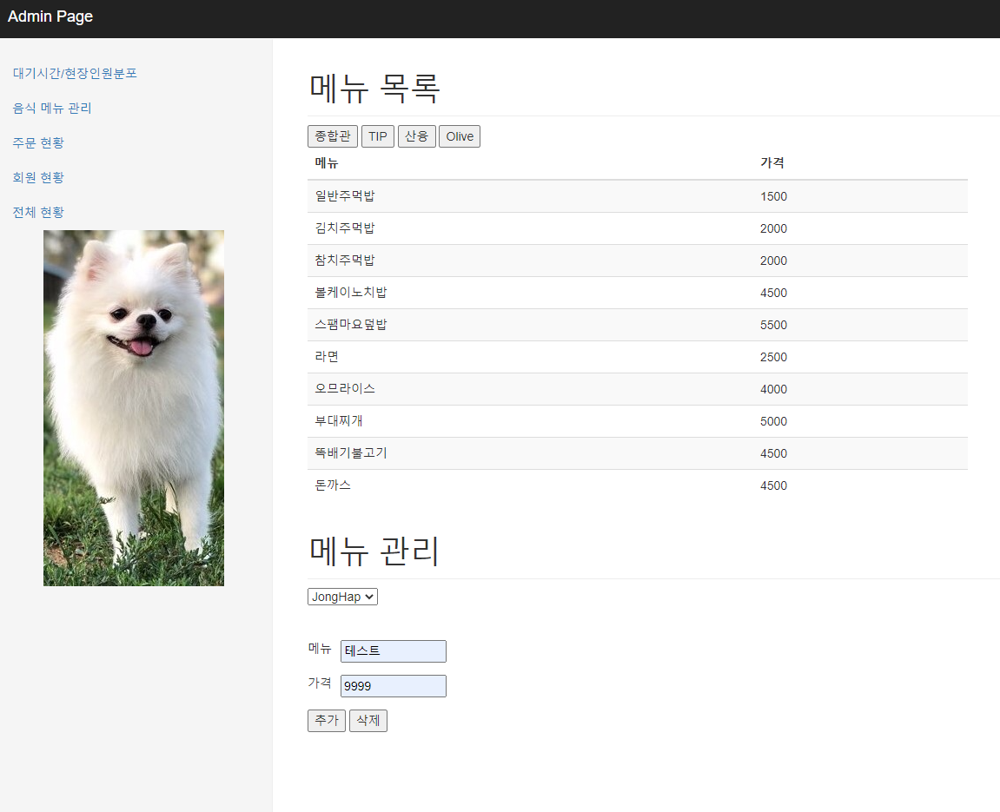 Admin Page
대기시간/현장인원분포
음식 메뉴 관리
주문 현황
회원 현황
전체 현황
메뉴 목록
종합관 TIP 산융 Olive
메뉴 가격
일반주먹밥 1500
김치주먹밥 2000
참치주먹밥 2000
볼케이노치밥 4500
스팸마요덮밥 5500
라면 2500
오므라이스 4000
부대찌개 5000
뚝배기불고기 4500
돈까스 4500
메뉴 관리
JongHap
메뉴 테스트
가격 9999
추가 삭제